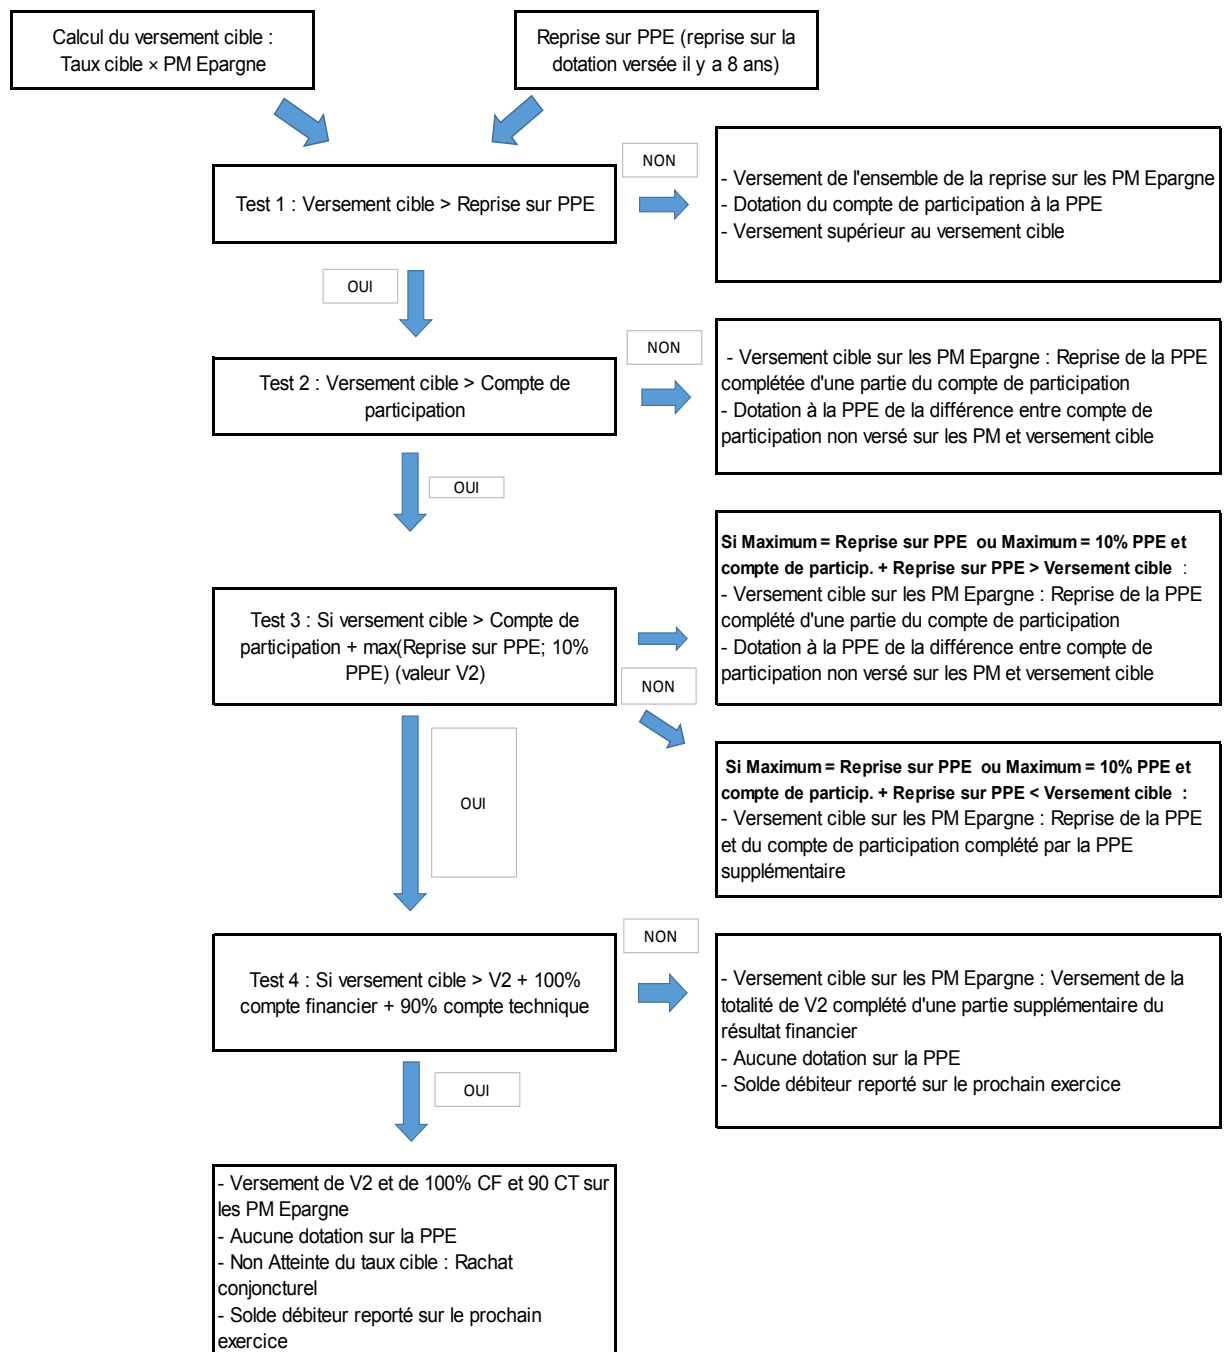 Calcul du versement cible :
Taux cible × PM Epargne
Reprise sur PPE (reprise sur la
dotation versée il y a 8 ans)
Test 1 : Versement cible > Reprise sur PPE
NON
- Versement de l'ensemble de la reprise sur les PM Epargne
- Dotation du compte de participation à la PPE
- Versement supérieur au versement cible
OUI
Test 2 : Versement cible > Compte de
participation
NON
- Versement cible sur les PM Epargne : Reprise de la PPE
complétée d'une partie du compte de participation
- Dotation à la PPE de la différence entre compte de
participation non versé sur les PM et versement cible
OUI
Test 3 : Si versement cible > Compte de
participation + max(Reprise sur PPE; 10%
PPE) (valeur V2)
Si Maximum = Reprise sur PPE ou Maximum = 10% PPE et
compte de particip. + Reprise sur PPE > Versement cible :
- Versement cible sur les PM Epargne : Reprise de la PPE
complété d'une partie du compte de participation
- Dotation à la PPE de la différence entre compte de
participation non versé sur les PM et versement cible
NON
Si Maximum = Reprise sur PPE ou Maximum = 10% PPE et
compte de particip. + Reprise sur PPE < Versement cible :
- Versement cible sur les PM Epargne : Reprise de la PPE
et du compte de participation complété par la PPE
supplémentaire
OUI
Test 4 : Si versement cible > V2 + 100%
compte financier + 90% compte technique
NON
- Versement cible sur les PM Epargne : Versement de la
totalité de V2 complété d'une partie supplémentaire du
résultat financier
- Aucune dotation sur la PPE
- Solde débiteur reporté sur le prochain exercice
OUI
- Versement de V2 et de 100% CF et 90 CT sur
les PM Epargne
- Aucune dotation sur la PPE
- Non Atteinte du taux cible : Rachat
conjoncturel
- Solde débiteur reporté sur le prochain
exercice